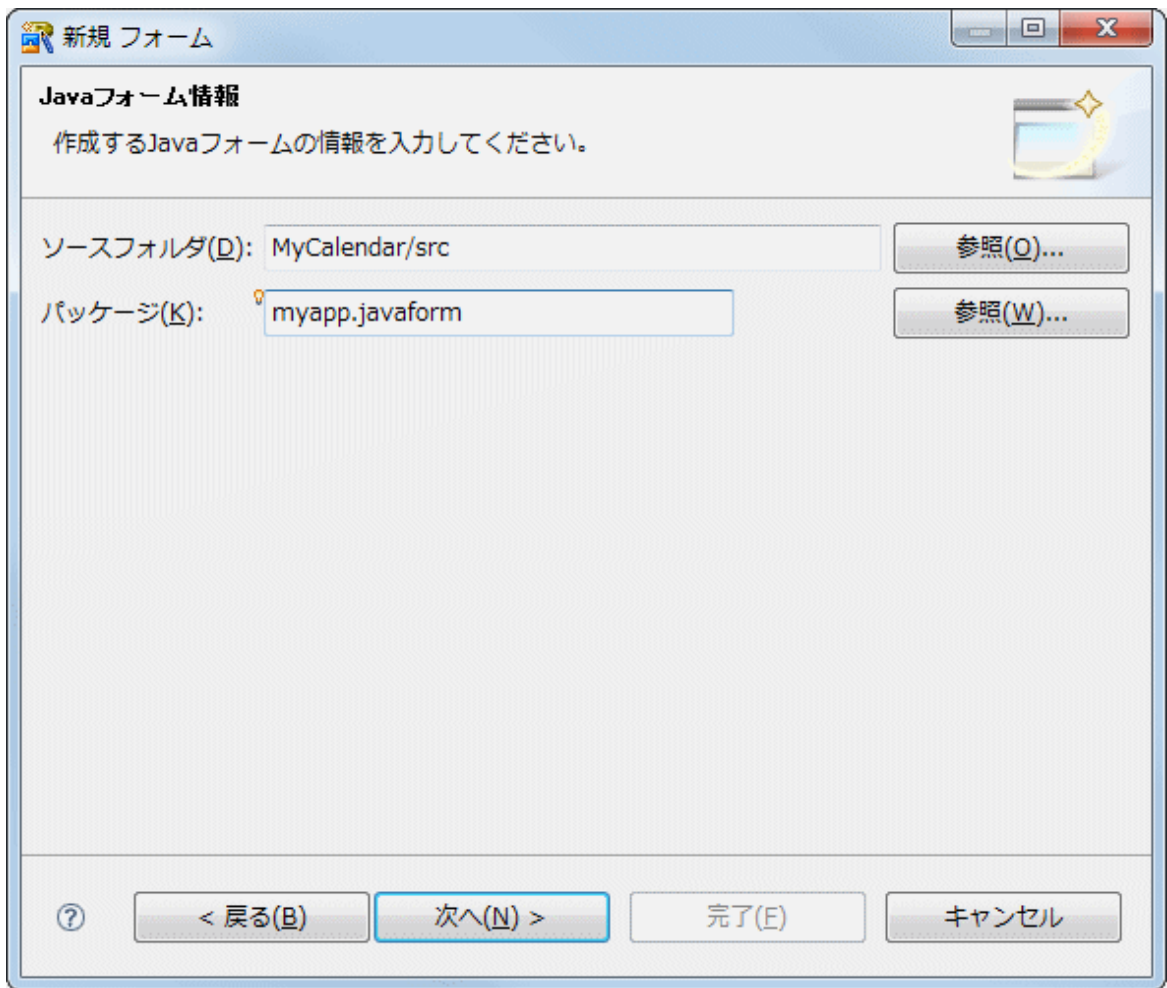 新規 フォーム
Javaフォーム情報
作成するJavaフォームの情報を入力してください。
ソースフォルダ(D): MyCalendar/src 参照(O)...
パッケージ(K): myapp.javaform 参照(W)...
? < 戻る(B) 次へ(N) > 完了(F) キャンセル